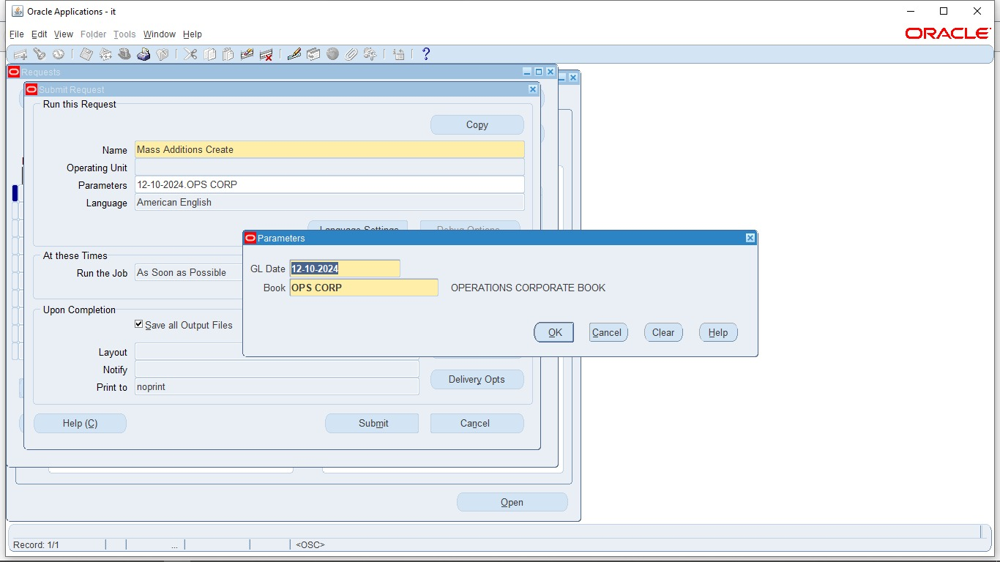 Oracle Applications - it
File Edit View Folder Tools Window Help
ORACLE
?
Requests
Submit Request
Run this Request
Copy
Name Mass Additions Create
Operating Unit
Parameters 12-10-2024.OPS CORP
Language American English
Language Settings Debug Options
Parameters
At these Times
Run the Job As Soon as Possible
GL Date 12-10-2024
Book OPS CORP OPERATIONS CORPORATE BOOK
Upon Completion
Save all Output Files
OK Cancel Clear Help
Layout
Notify
Print to noprint
Delivery Opts
Help (C) Submit Cancel
Open
Record: 1/1 ... <OSC>